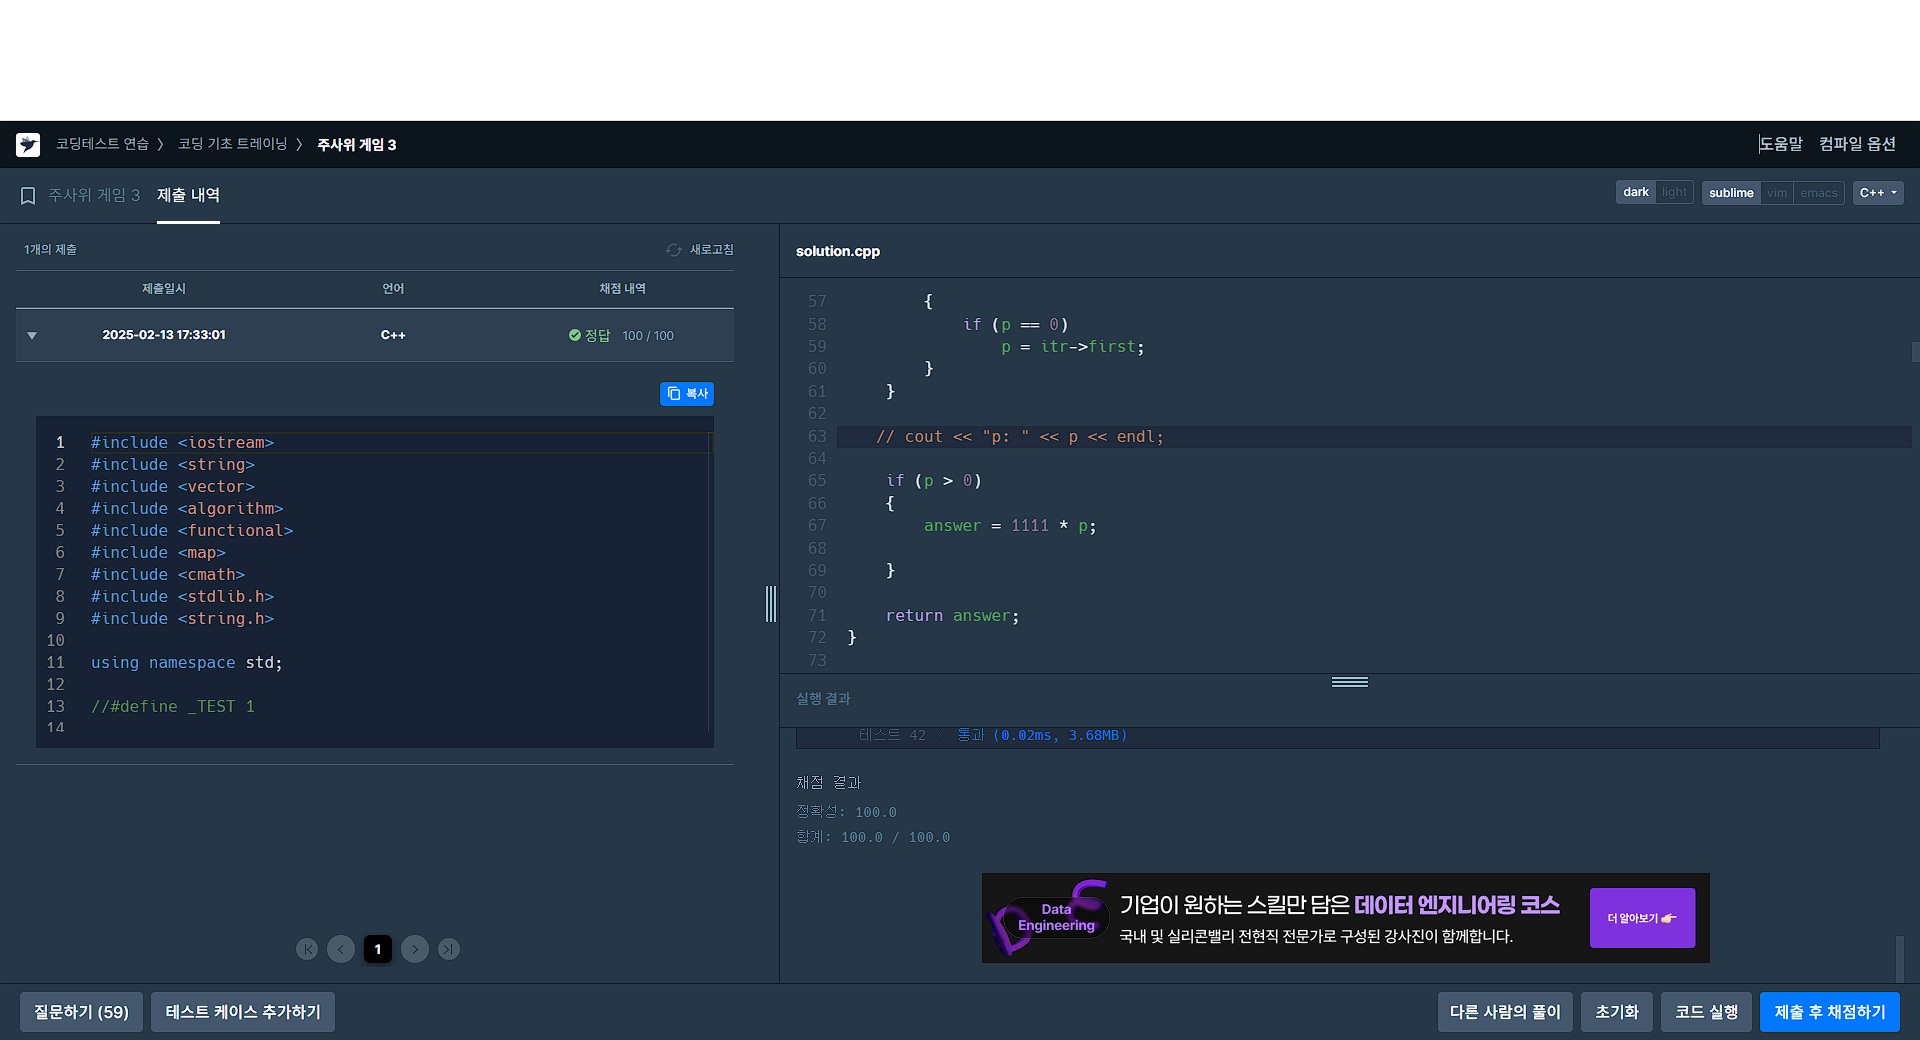 코딩테스트 연습 〉 코딩 기초 트레이닝 〉 주사위 게임 3
도움말 컴파일 옵션
주사위 게임 3 제출 내역
dark light sublime vim emacs C++
1개의 제출 새로고침
제출일시 언어 채점 내역
2025-02-13 17:33:01 C++ 정답 100 / 100
복사
1 #include <iostream>
2 #include <string>
3 #include <vector>
4 #include <algorithm>
5 #include <functional>
6 #include <map>
7 #include <cmath>
8 #include <stdlib.h>
9 #include <string.h>
10
11 using namespace std;
12
13 //#define _TEST 1
14
1
solution.cpp
57 {
58 if (p == 0)
59 p = itr->first;
60 }
61 }
62
63 // cout << "p: " << p << endl;
64
65 if (p > 0)
66 {
67 answer = 1111 * p;
68
69 }
70
71 return answer;
72 }
73
실행 결과
테스트 42 〉 통과 (0.02ms, 3.68MB)
채점 결과
정확성: 100.0
합계: 100.0 / 100.0
Data
Engineering
기업이 원하는 스킬만 담은 데이터 엔지니어링 코스
국내 및 실리콘밸리 전현직 전문가로 구성된 강사진이 함께합니다.
더 알아보기
질문하기 (59) 테스트 케이스 추가하기
다른 사람의 풀이 초기화 코드 실행 제출 후 채점하기